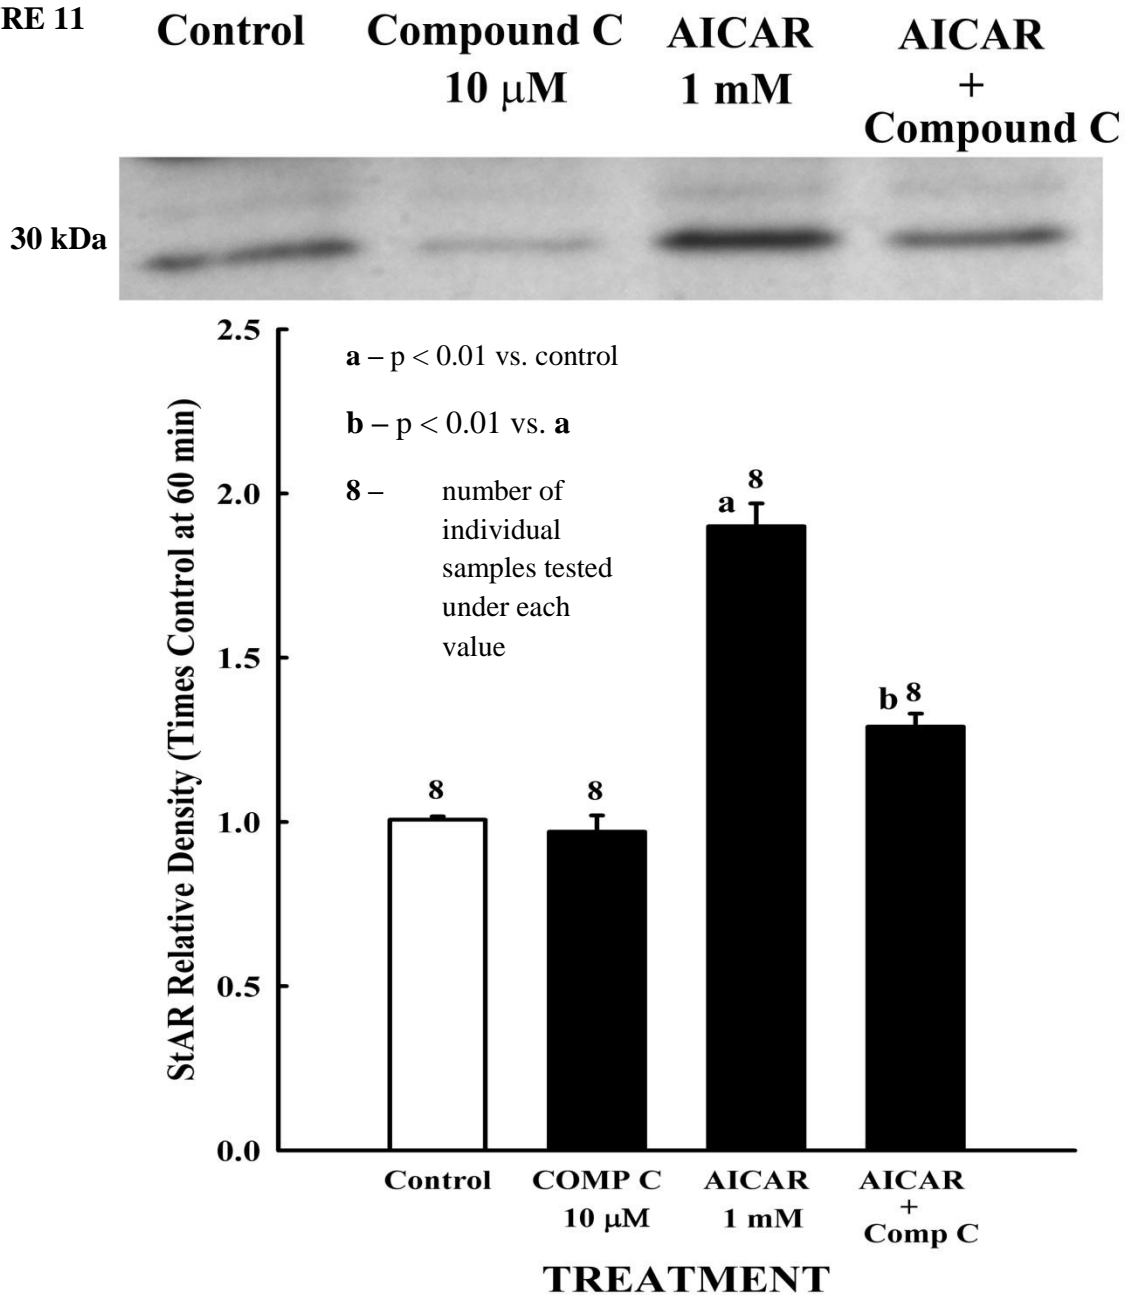 RE 11
Control Compound C AICAR AICAR
10 μM 1 mM +
Compound C
30 kDa
2.5
a – p < 0.01 vs. control
b – p < 0.01 vs. a
8 – number of
individual
samples tested
under each
value
StAR Relative Density (Times Control at 60 min)
2.0
1.5
1.0
0.5
0.0
8
8
a 8
b 8
Control COMP C AICAR AICAR
10 μM 1 mM +
Comp C
TREATMENT